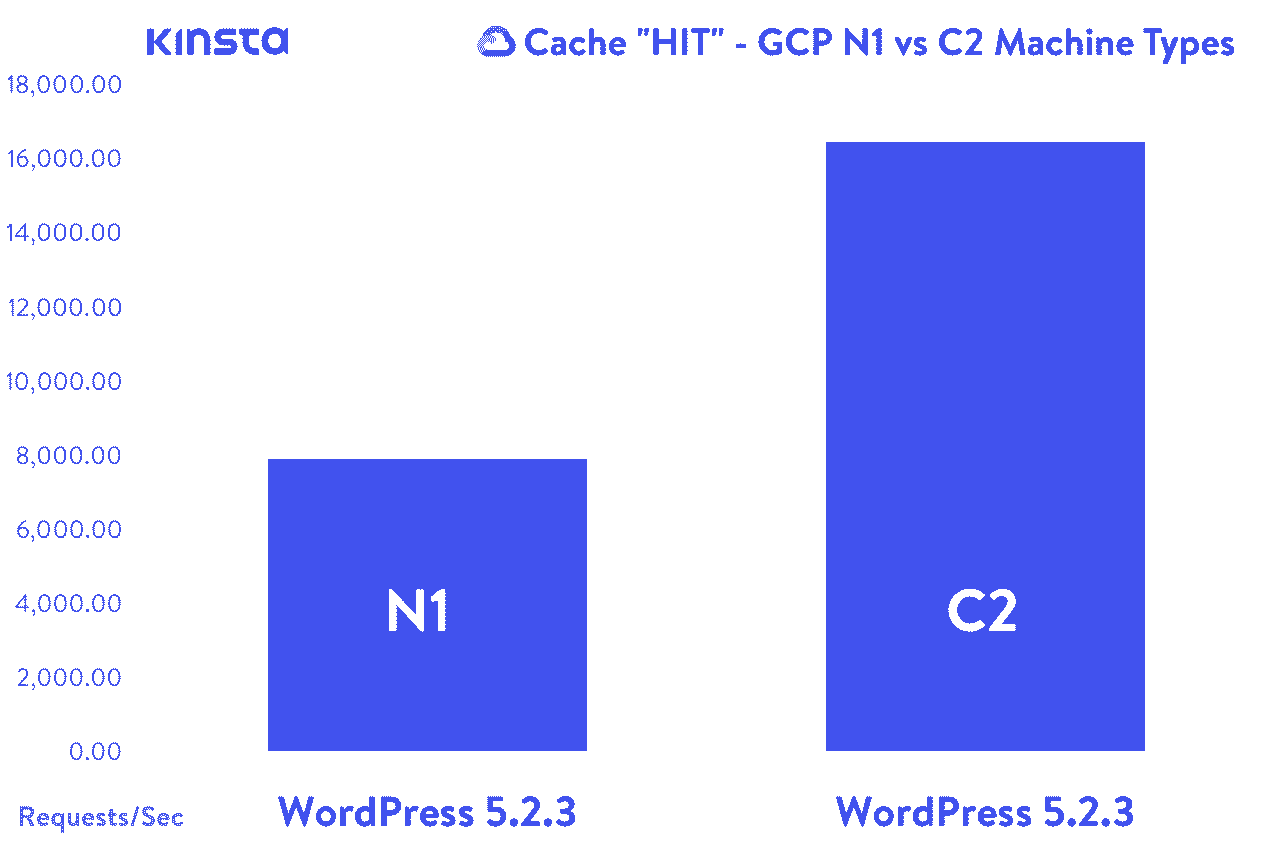 KINSTA
Cache "HIT" - GCP N1 vs C2 Machine Types
18,000.00
16,000.00
14,000.00
12,000.00
10,000.00
8,000.00
6,000.00
4,000.00
2,000.00
0.00
N1
C2
Requests/Sec
WordPress 5.2.3
WordPress 5.2.3